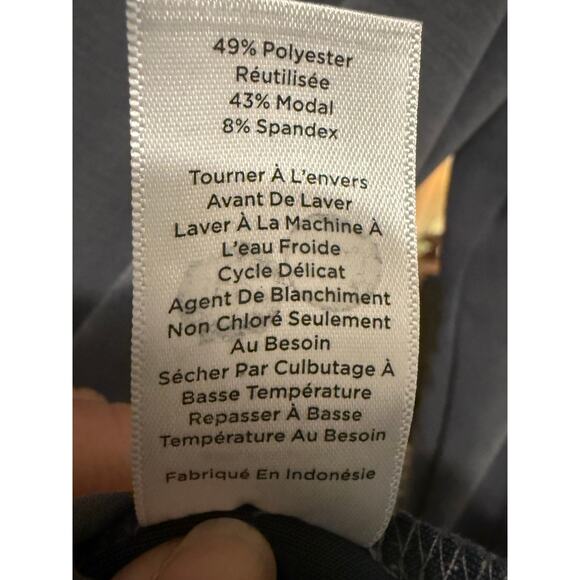 49% Polyester
Réutilisée
43% Modal
8% Spandex
Tourner À L'envers
Avant De Laver
Laver À La Machine À
L'eau Froide
Cycle Délicat
Agent De Blanchiment
Non Chloré Seulement
Au Besoin
Sécher Par Culbutage À
Basse Température
Repasser À Basse
Température Au Besoin
Fabriqué En Indonésie